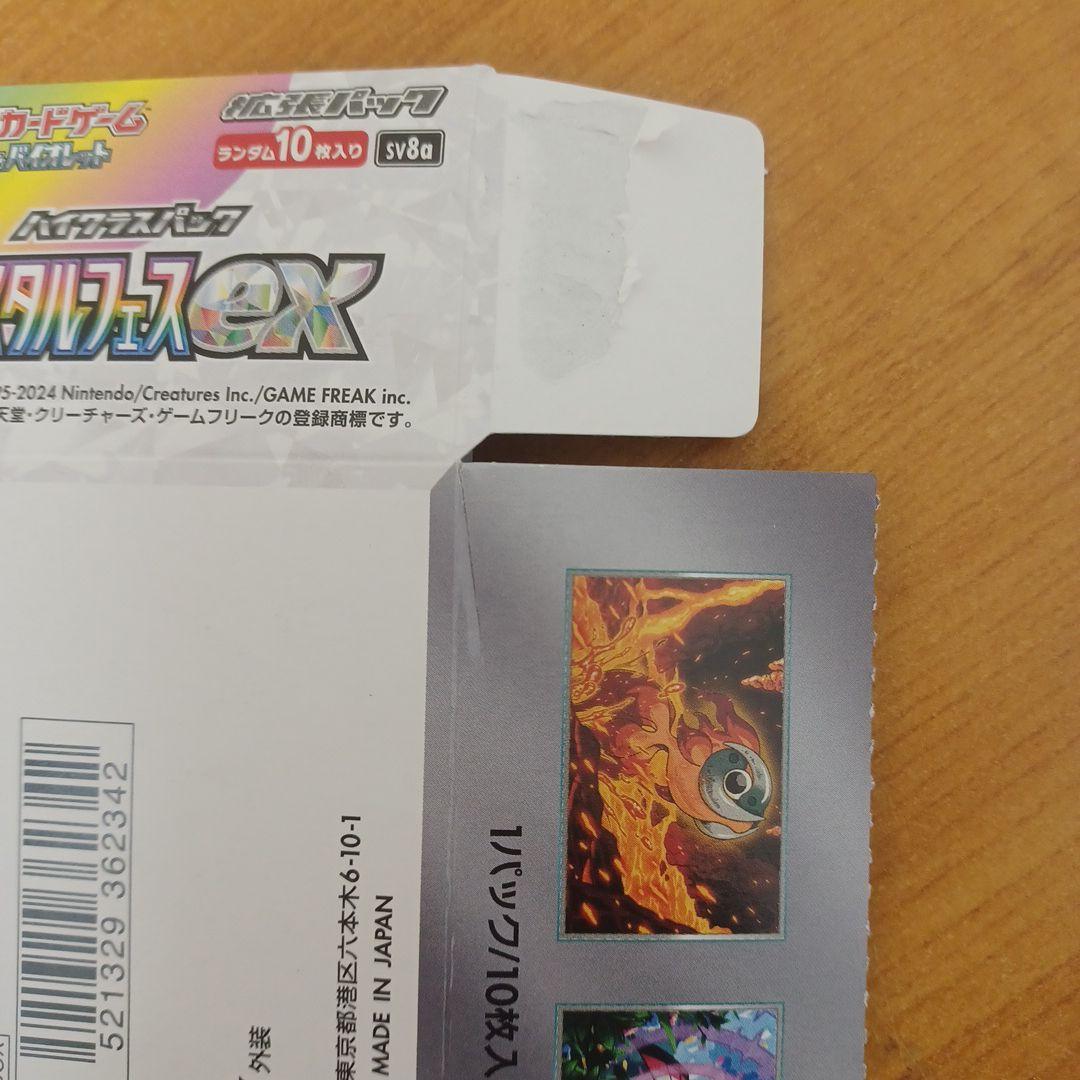 カードゲーム
バイオレット
拡張パック
ランダム10枚入り
SV8a
ハイクラスパック
タルフェスex
95-2024 Nintendo/Creatures Inc./GAME FREAK inc.
天堂・クリーチャーズ・ゲームフリークの登録商標です。
521329 362342
外装
東京都港区六本木6-10-1
MADE IN JAPAN
1パック/10枚入